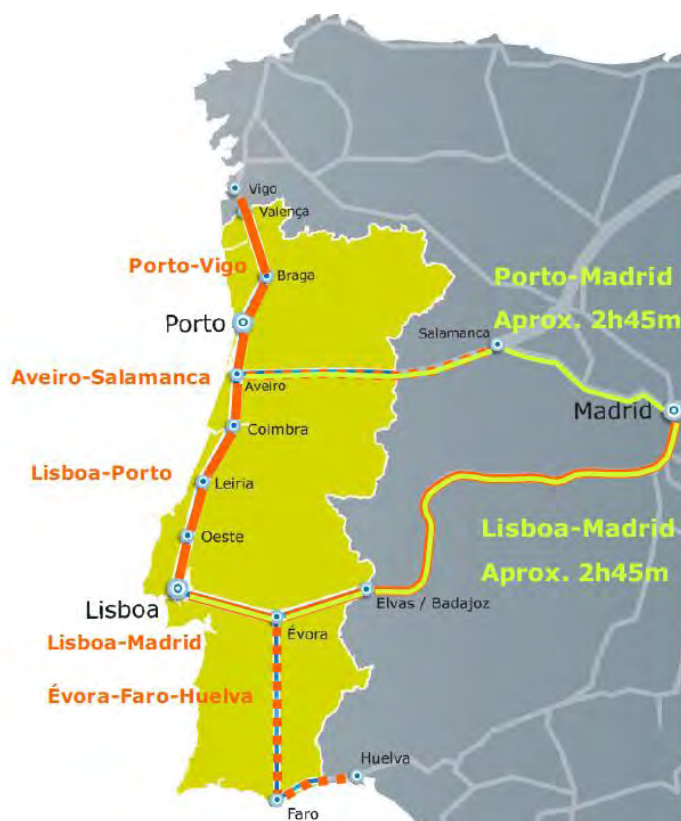 Vigo
Valença
Porto-Vigo
Braga
Porto-Madrid
Porto
Aprox. 2h45m
Salamanca
Aveiro-Salamanca
Aveiro
Madrid
Coimbra
Lisboa-Porto
Leiria
Oeste
Lisboa-Madrid
Aprox. 2h45m
Elvas / Badajoz
Lisboa
Évora
Lisboa-Madrid
Évora-Faro-Huelva
Huelva
Faro